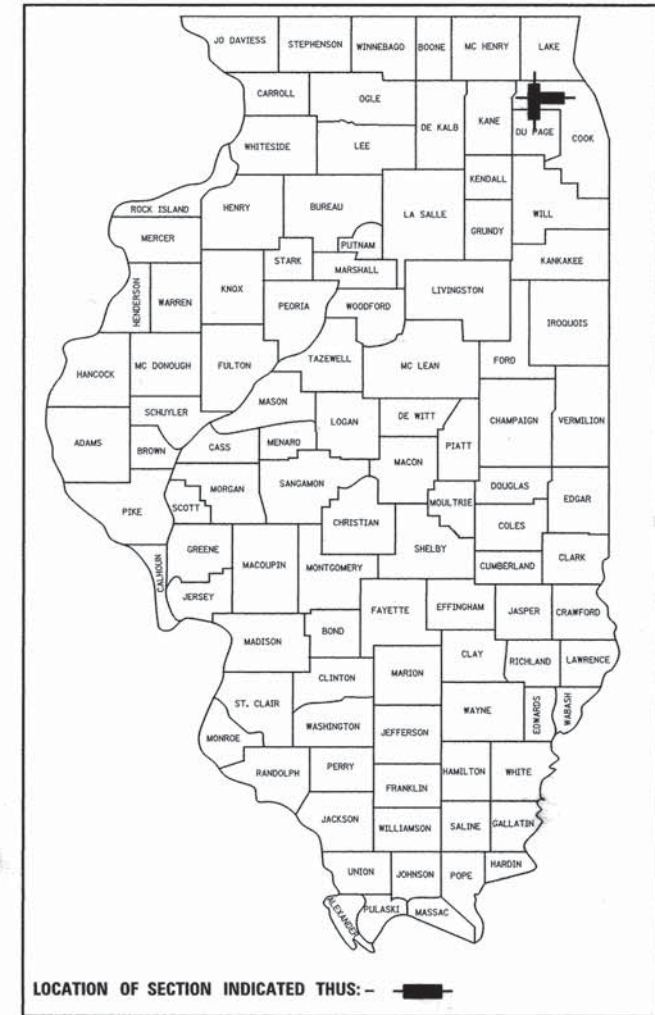 JO DAVIESS STEPHENSON WINNEBAGO BOONE MC HENRY LAKE
CARROLL OGLE DE KALB KANE DU PAGE COOK
WHITESIDE LEE KENDALL WILL
ROCK ISLAND HENRY BUREAU LA SALLE GRUNDY
MERCER STARK PUTNAM MARSHALL KANKAKEE
HENDERSON WARREN KNOX PEORIA WOODFORD LIVINGSTON IROQUOIS
HANCOCK MC DONOUGH FULTON TAZEWELL MC LEAN FORD
SCHUYLER MASON LOGAN DE WITT CHAMPAIGN VERMILION
ADAMS BROWN CASS MENARD MACON PIATT
PIKE SCOTT MORGAN SANGAMON CHRISTIAN MOULTRIE DOUGLAS EDGAR
COLES
CALHOUN GREENE MACOUPIN MONTGOMERY SHELBY CUMBERLAND CLARK
JERSEY FAYETTE EFFINGHAM JASPER CRAWFORD
MADISON BOND CLAY RICHLAND LAWRENCE
CLINTON MARION
ST. CLAIR WASHINGTON JEFFERSON WAYNE EDWARDS WABASH
MONROE RANDOLPH PERRY FRANKLIN HAMILTON WHITE
JACKSON WILLIAMSON SALINE GALLATIN
UNION JOHNSON POPE HARDIN
ALEXANDER PULASKI MASSAC
LOCATION OF SECTION INDICATED THUS: -